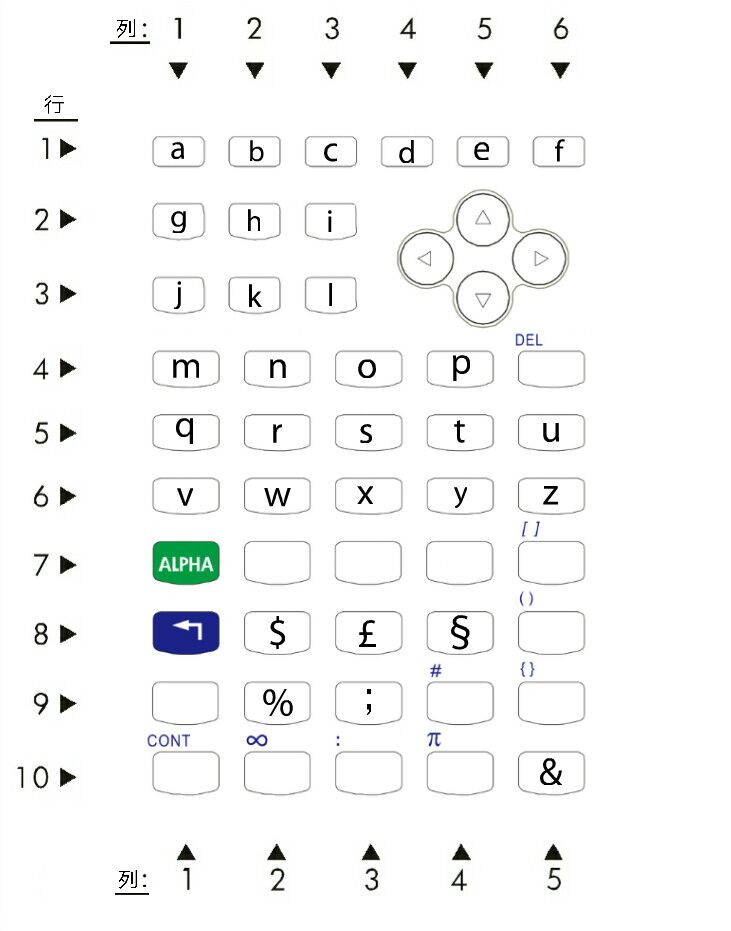 列: 1 2 3 4 5 6
行
1 a b c d e f
2 g h i
3 j k l
DEL
4 m n o p
5 q r s t u
6 v w x y z
[ ]
7 ALPHA
( )
8 $ £ §
# { }
9 % ;
CONT ∞ : π
10 &
列: 1 2 3 4 5